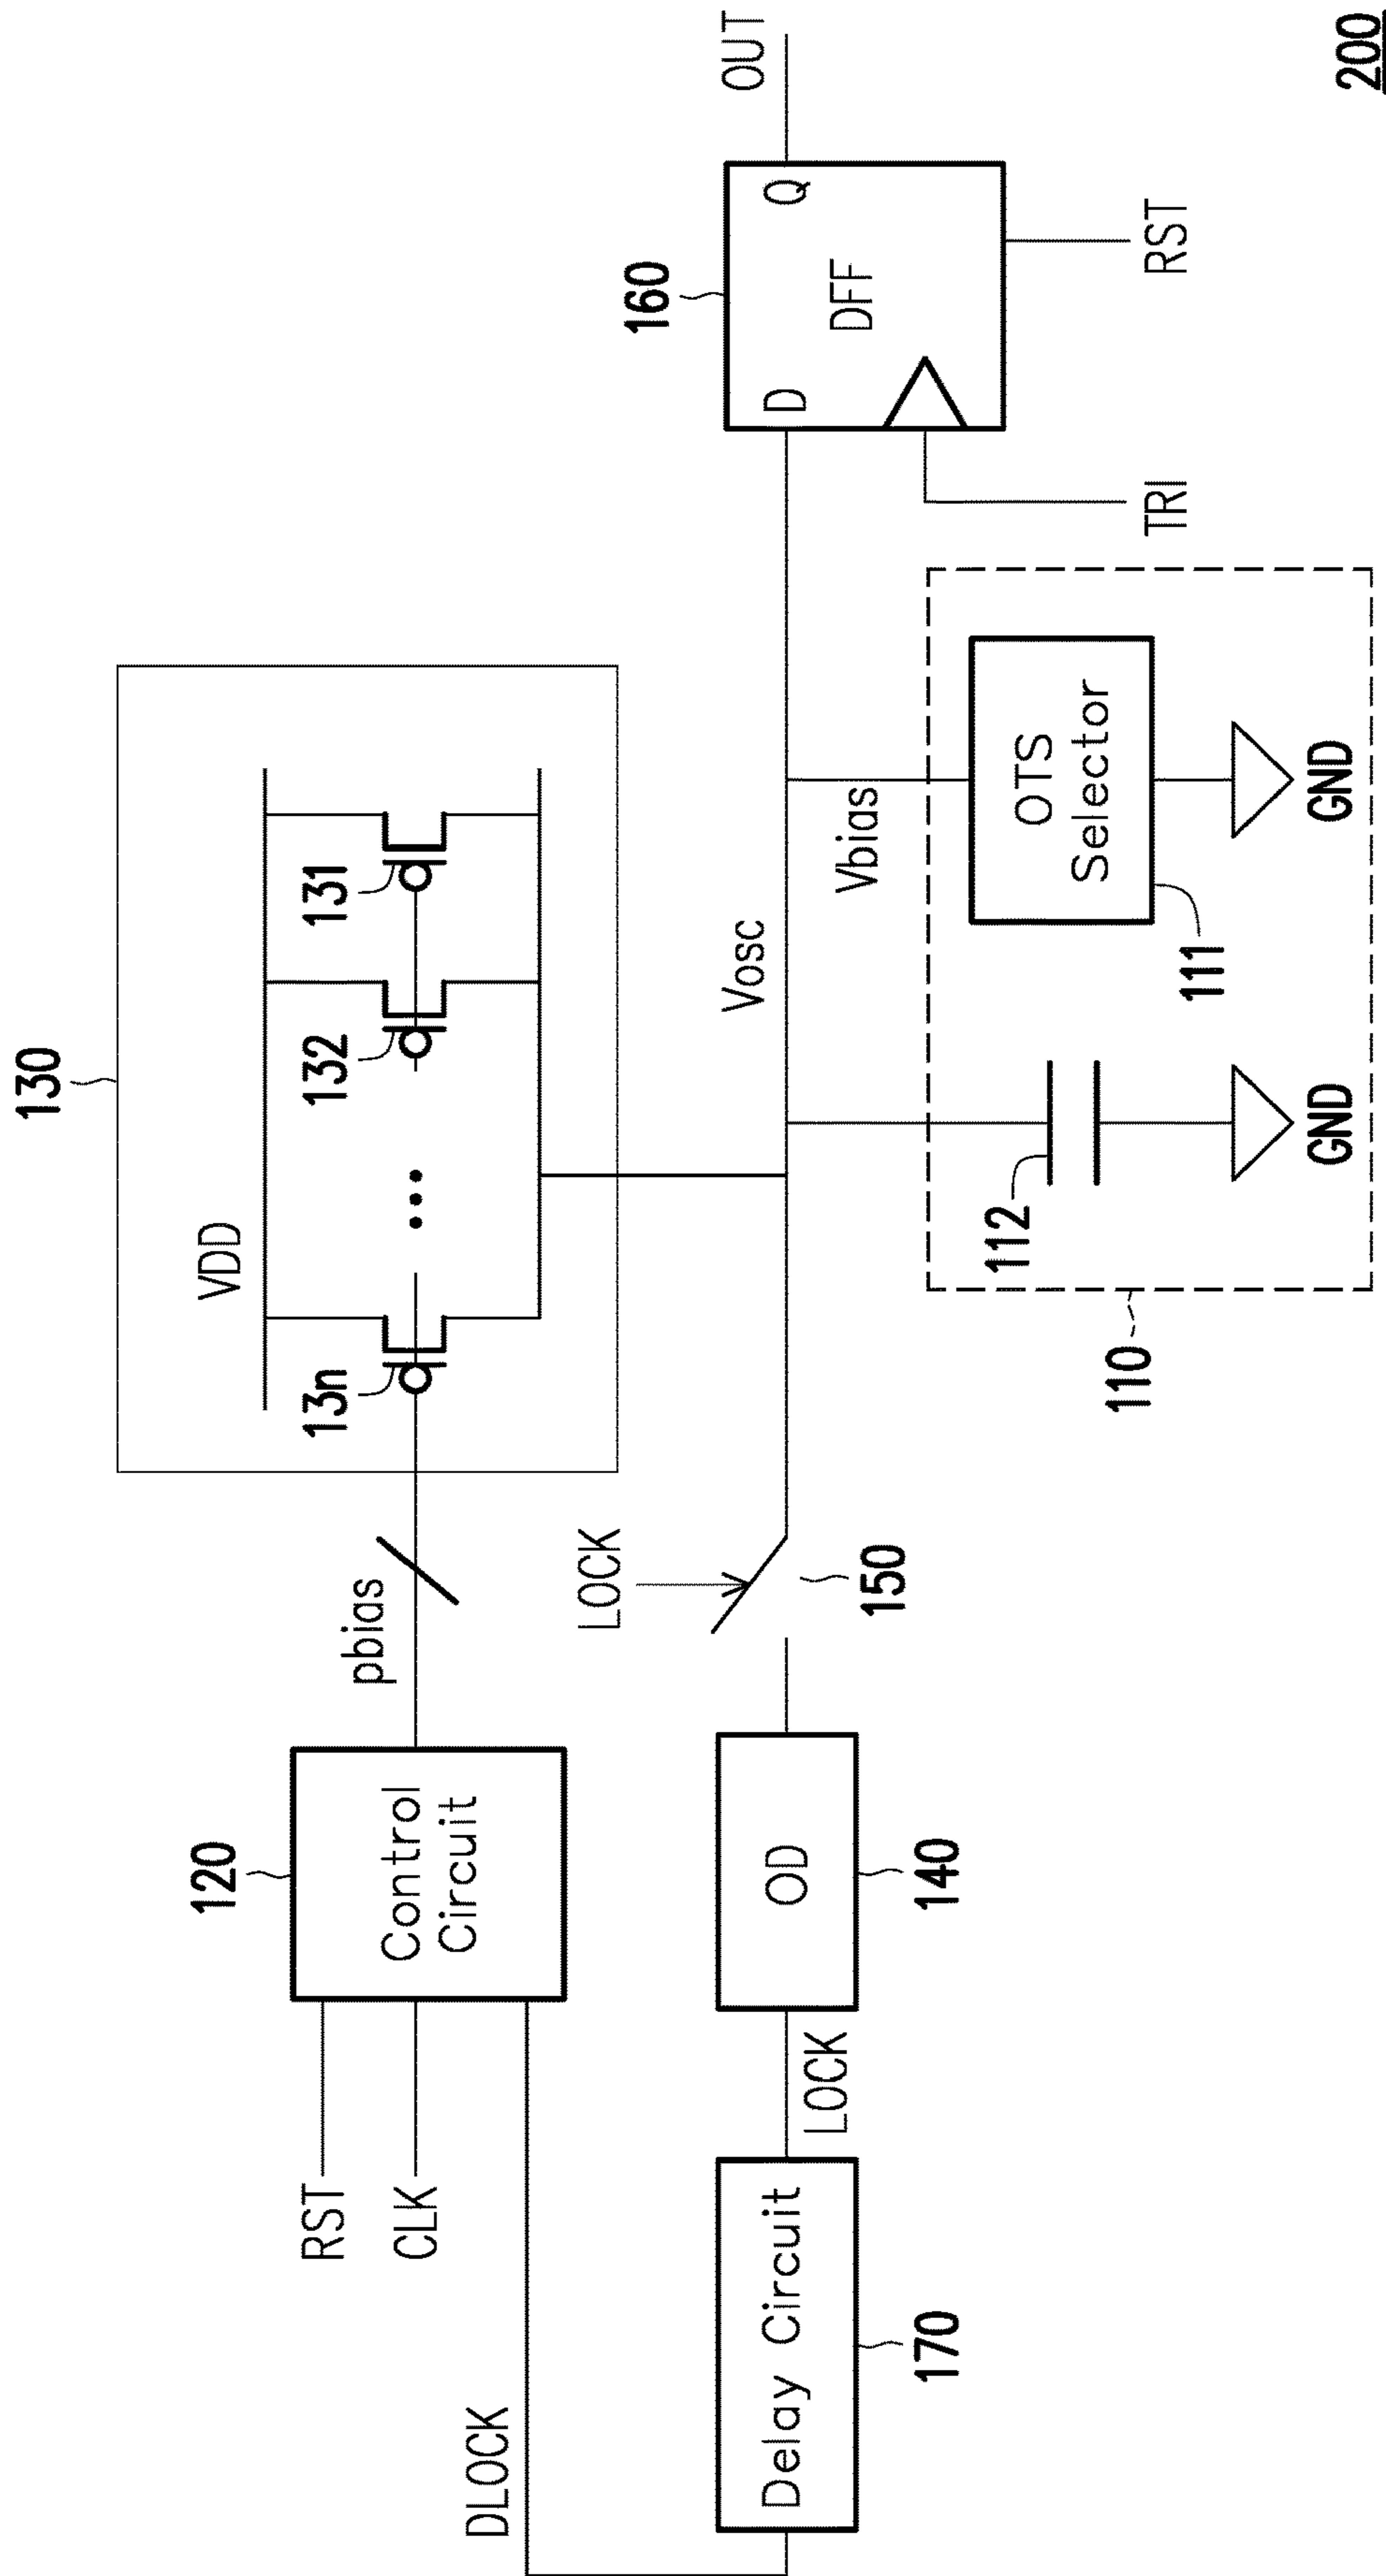 130
VDD
13n
132
131
120
pbias
Control
Circuit
RST
CLK
DLOCK
LOCK
150
Vosc
Vbias
160
D
Q
DFF
OUT
TRI
RST
Delay Circuit
170
LOCK
OD
140
112
GND
OTS
Selector
111
GND
110
200